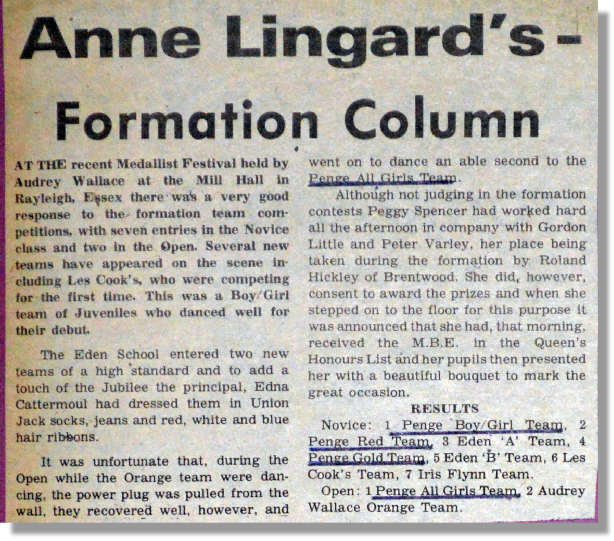 Anne Lingard's-
Formation Column
AT THE recent Medallist Festival held by
Audrey Wallace at the Mill Hall in
Rayleigh, Essex there was a very good
response to the formation team com-
petitions, with seven entries in the Novice
class and two in the Open. Several new
teams have appeared on the scene in-
cluding Les Cook's, who were competing
for the first time. This was a Boy/Girl
team of Juveniles who danced well for
their debut.
The Eden School entered two new
teams of a high standard and to add a
touch of the Jubilee the principal, Edna
Cattermoul had dressed them in Union
Jack socks, jeans and red, white and blue
hair ribbons.
It was unfortunate that, during the
Open while the Orange team were dan-
cing, the power plug was pulled from the
wall, they recovered well, however, and
went on to dance an able second to the
Penge All Girls Team.
Although not judging in the formation
contests Peggy Spencer had worked hard
all the afternoon in company with Gordon
Little and Peter Varley, her place being
taken during the formation by Roland
Hickley of Brentwood. She did, however,
consent to award the prizes and when she
stepped on to the floor for this purpose it
was announced that she had, that morning,
received the M.B.E. in the Queen's
Honours List and her pupils then presented
her with a beautiful bouquet to mark the
great occasion.
RESULTS
Novice: 1 Penge Boy/Girl Team, 2
Penge Red Team, 3 Eden 'A' Team, 4
Penge Gold Team, 5 Eden 'B' Team, 6 Les
Cook's Team, 7 Iris Flynn Team.
Open: 1 Penge All Girls Team, 2 Audrey
Wallace Orange Team.